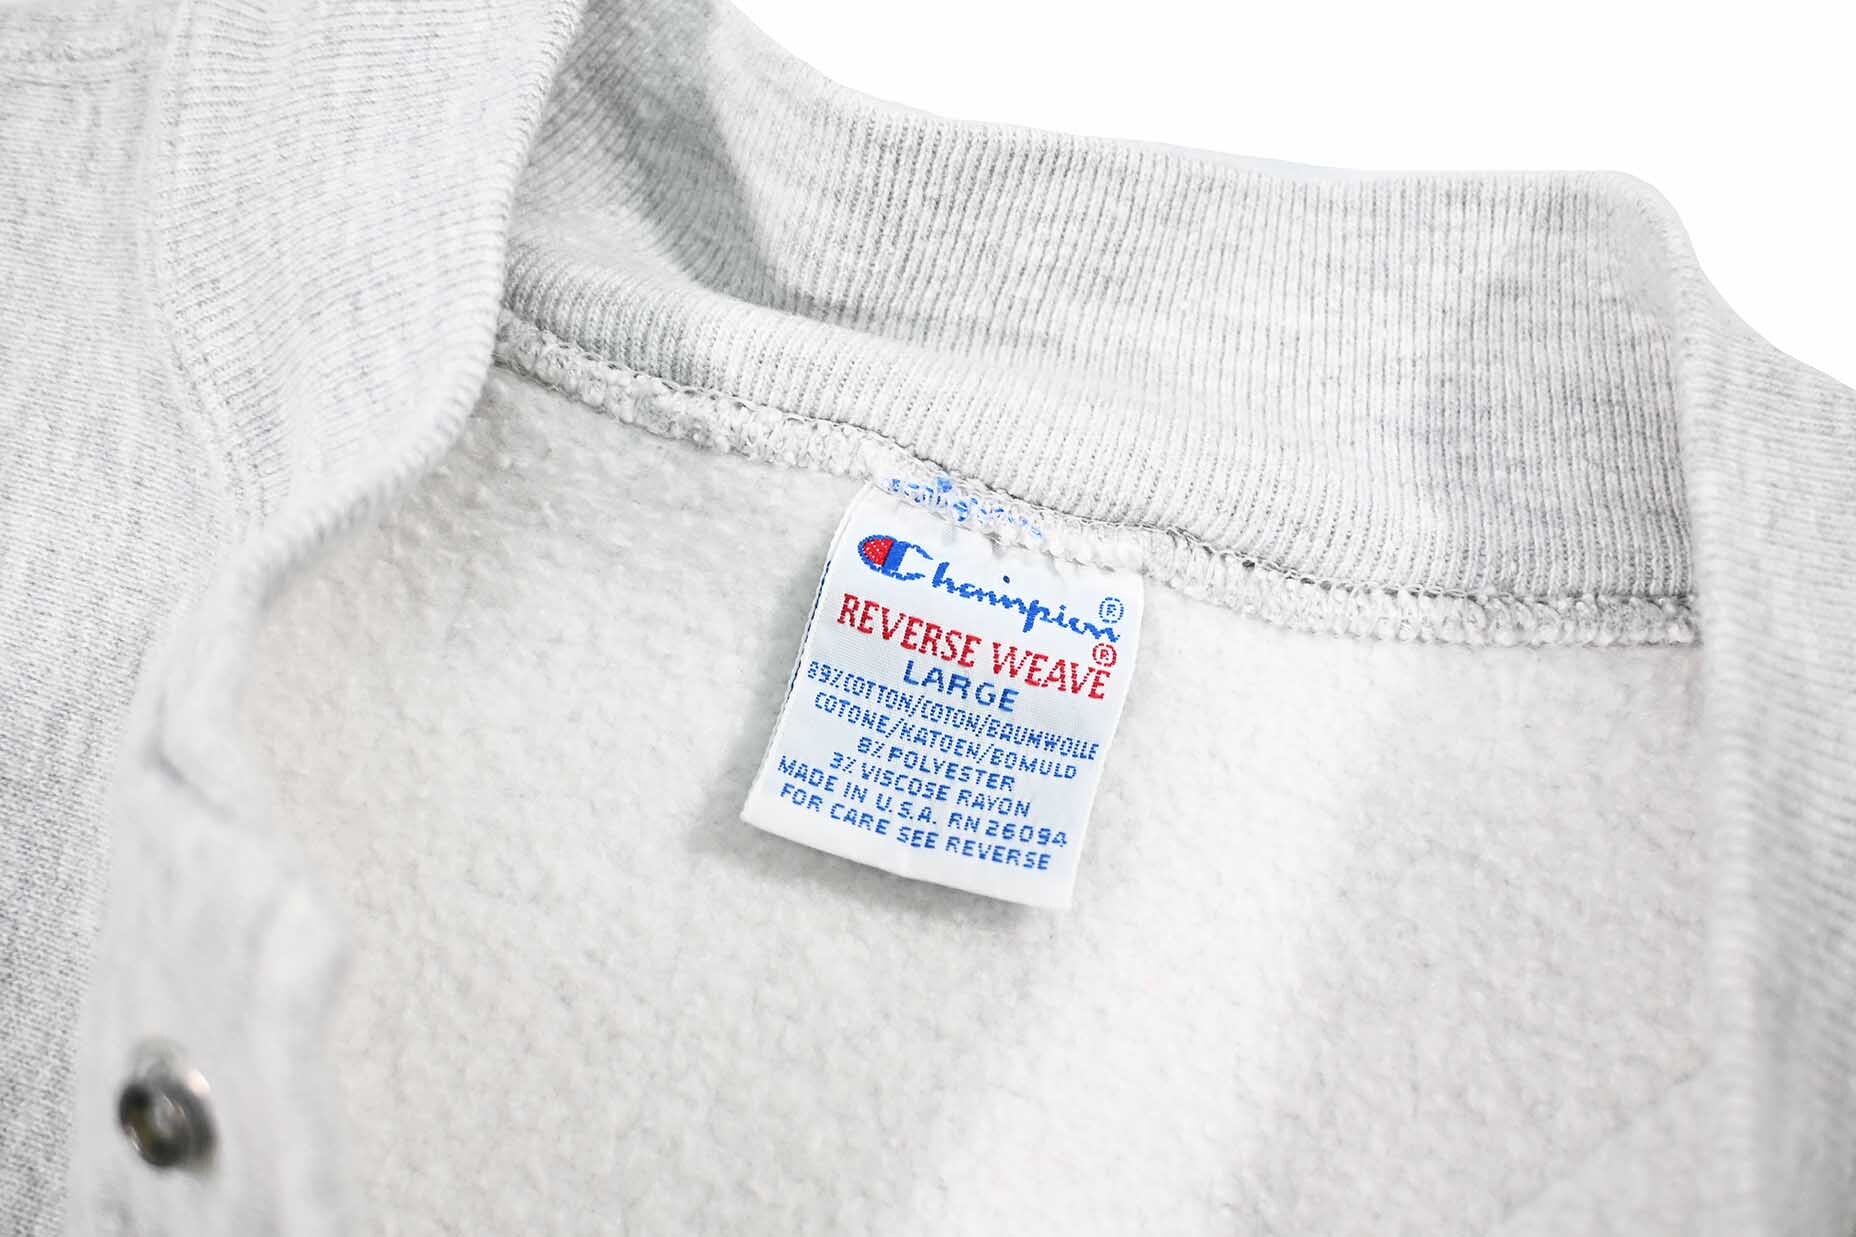 Champion®
REVERSE WEAVE®
LARGE
89% COTTON/COTON/BAUMWOLLE
COTONE/KATOEN/BOMULD
8% POLYESTER
3% VISCOSE RAYON
MADE IN U.S.A. RN 26094
FOR CARE SEE REVERSE